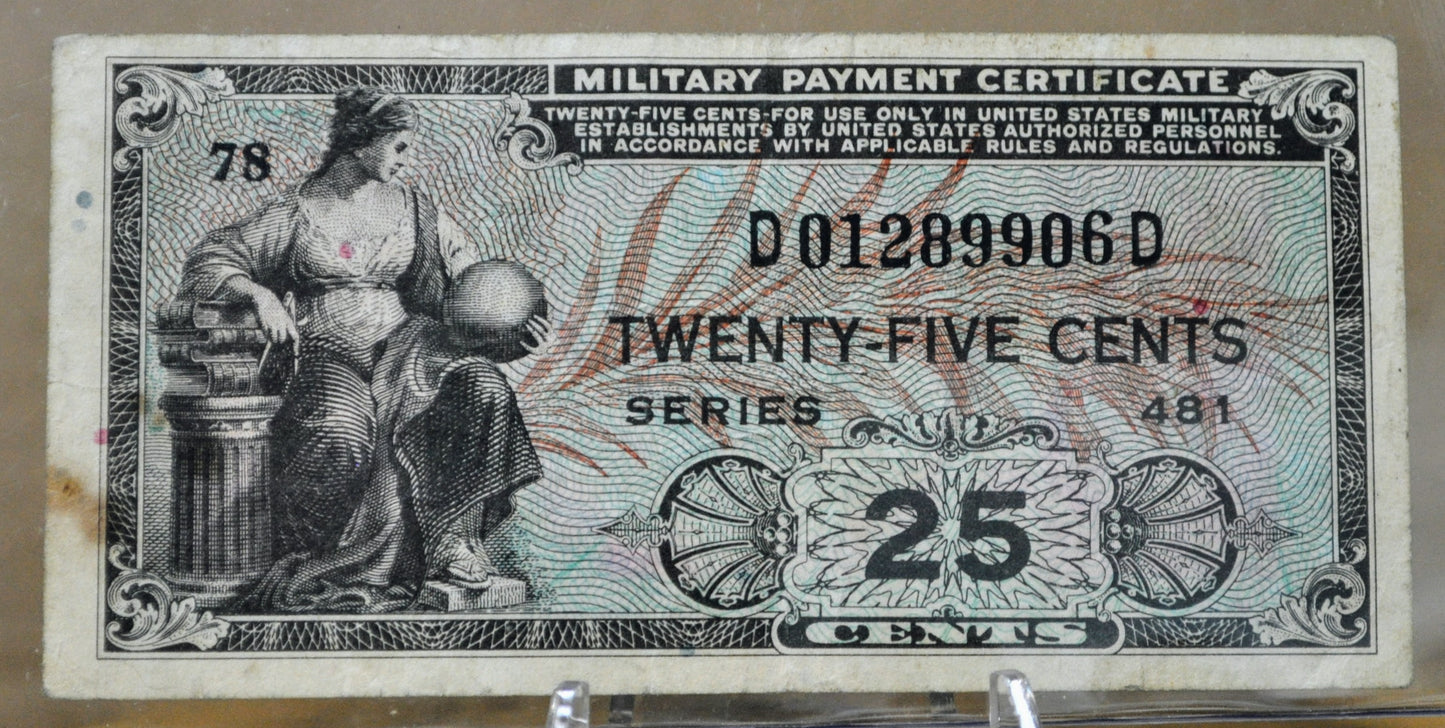 MILITARY PAYMENT CERTIFICATE
TWENTY-FIVE CENTS-FOR USE ONLY IN UNITED STATES MILITARY
ESTABLISHMENTS BY UNITED STATES AUTHORIZED PERSONNEL
IN ACCORDANCE WITH APPLICABLE RULES AND REGULATIONS.
78
D01289906D
TWENTY-FIVE CENTS
SERIES 481
25
CENTS